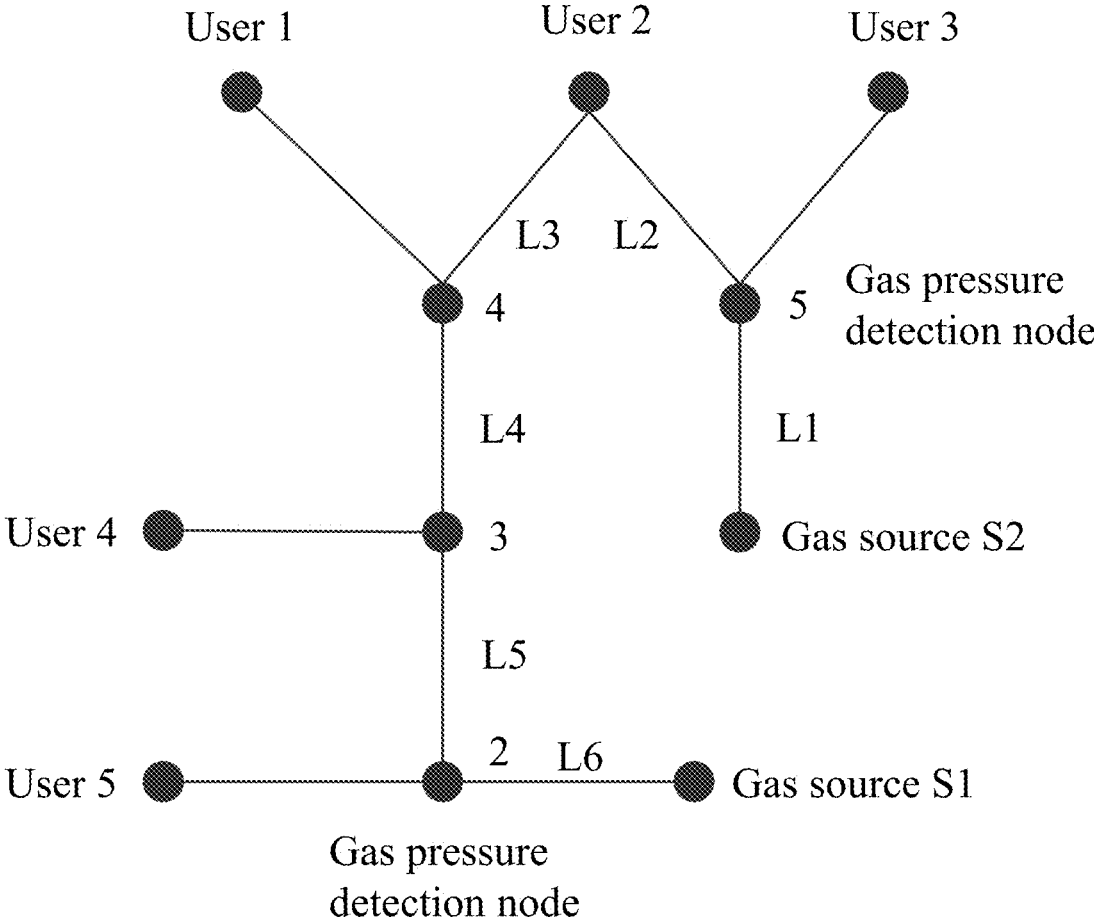 User 1
User 2
User 3
L3
L2
4
5
Gas pressure
detection node
L4
L1
User 4
3
Gas source S2
L5
User 5
2
L6
Gas source S1
Gas pressure
detection node